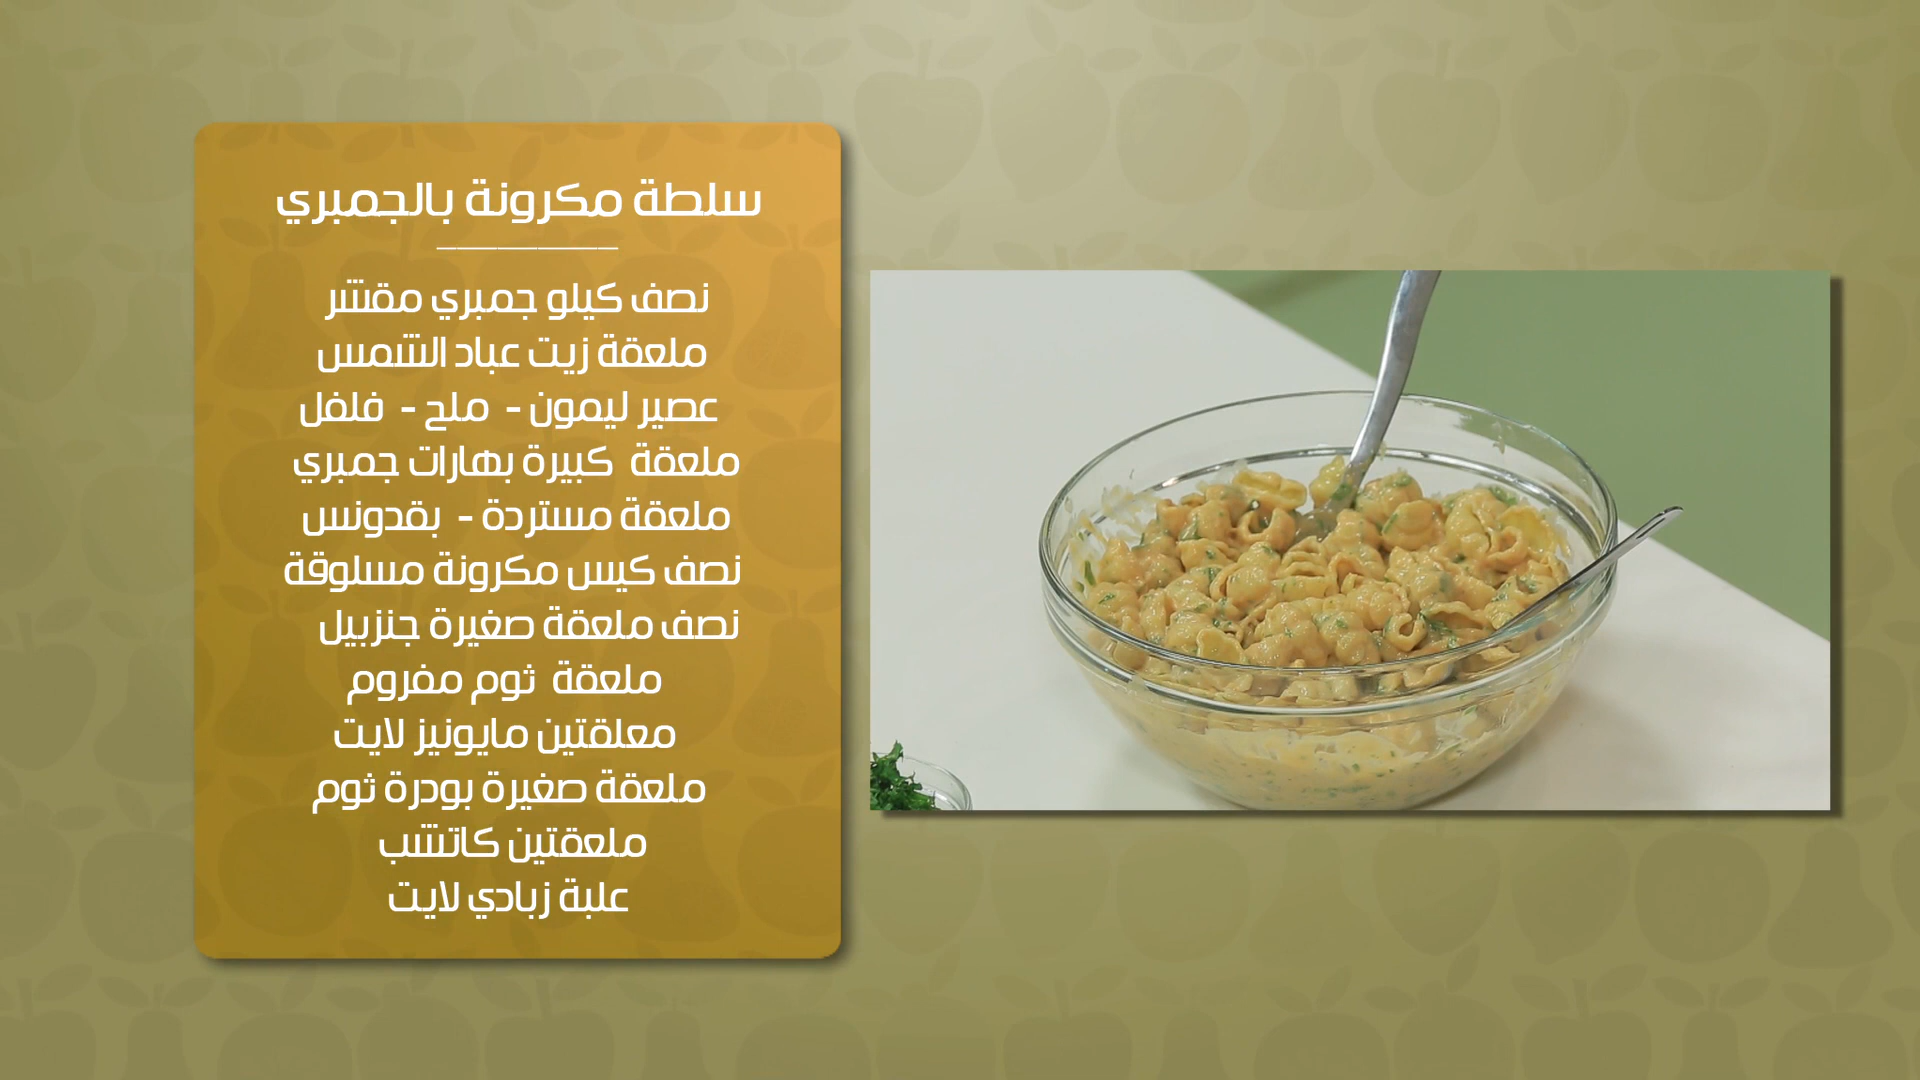 سلطة مكرونة بالجمبري
نصف كيلو جمبري مقشر
ملعقة زيت عباد الشمس
عصير ليمون - ملح - فلفل
ملعقة كبيرة بهارات جمبري
ملعقة مستردة - بقدونس
نصف كيس مكرونة مسلوقة
نصف ملعقة صغيرة جنزبيل
ملعقة ثوم مفروم
معلقتين مايونيز لايت
ملعقة صغيرة بودرة ثوم
ملعقتين كاتشب
علبة زبادي لايت